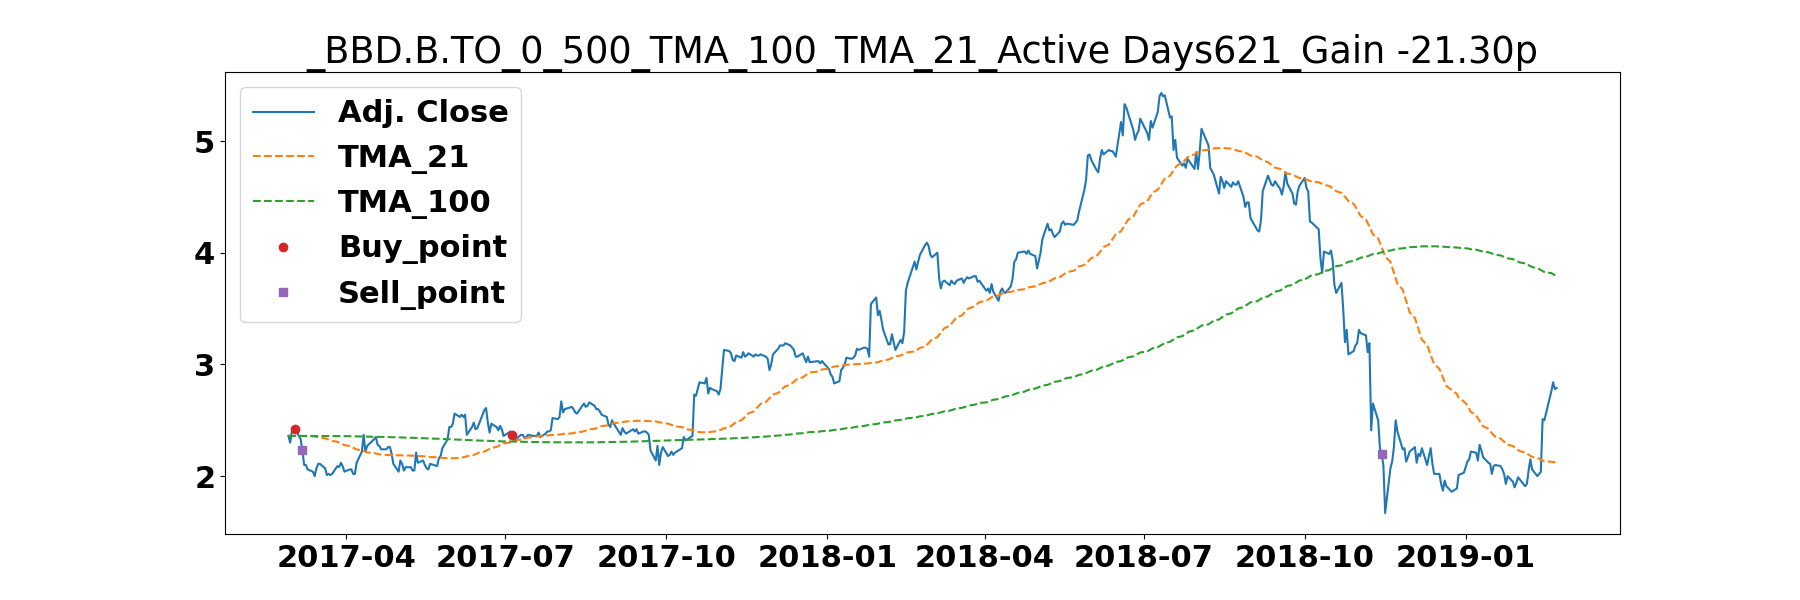 _BBD.B.TO_0_500_TMA_100_TMA_21_Active Days621_Gain -21.30p
Adj. Close
TMA_21
TMA_100
Buy_point
Sell_point
5
4
3
2
2017-04 2017-07 2017-10 2018-01 2018-04 2018-07 2018-10 2019-01